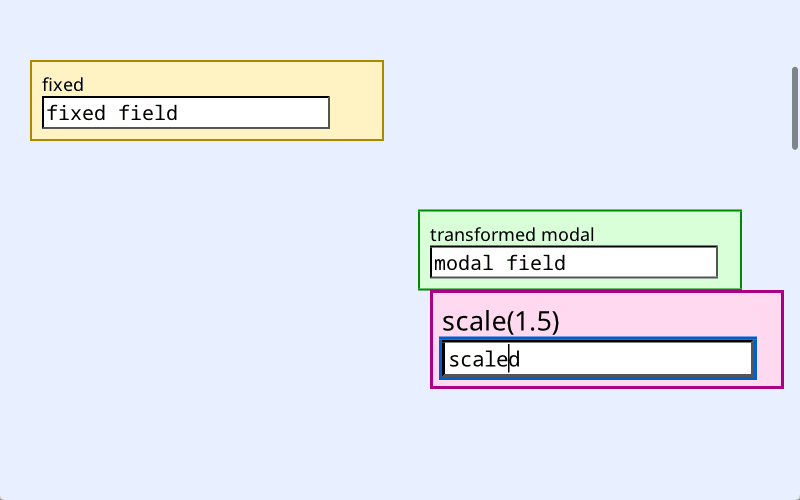 fixed
fixed field
transformed modal
modal field
scale(1.5)
scaled